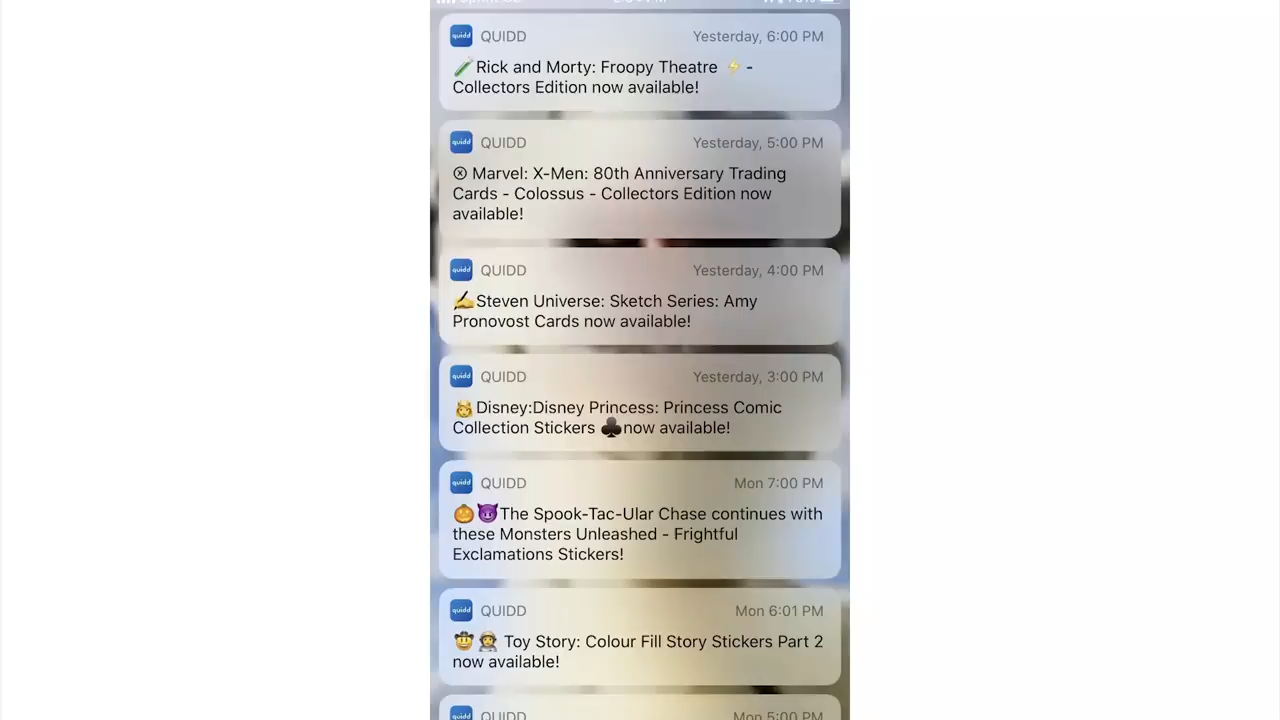 QUIDD Yesterday, 6:00 PM
🧪Rick and Morty: Froopy Theatre ⚡ -
Collectors Edition now available!
QUIDD Yesterday, 5:00 PM
ⓧ Marvel: X-Men: 80th Anniversary Trading
Cards - Colossus - Collectors Edition now
available!
QUIDD Yesterday, 4:00 PM
✍️Steven Universe: Sketch Series: Amy
Pronovost Cards now available!
QUIDD Yesterday, 3:00 PM
👸Disney:Disney Princess: Princess Comic
Collection Stickers ♣️now available!
QUIDD Mon 7:00 PM
🎃😈The Spook-Tac-Ular Chase continues with
these Monsters Unleashed - Frightful
Exclamations Stickers!
QUIDD Mon 6:01 PM
🤠👩‍🚀 Toy Story: Colour Fill Story Stickers Part 2
now available!
QUIDD Mon 5:00 PM